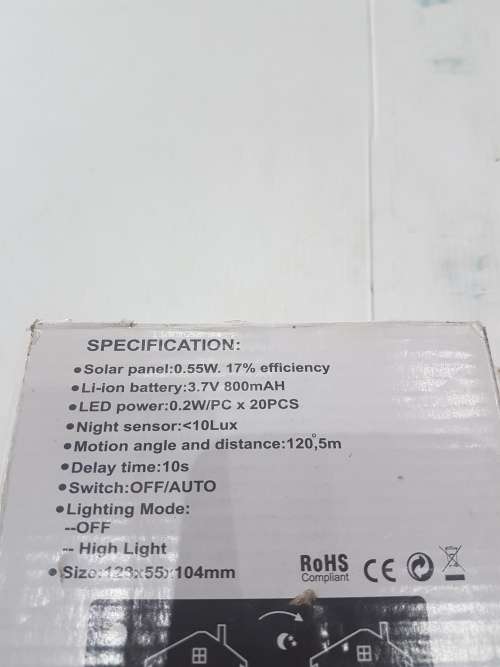 SPECIFICATION:
•Solar panel:0.55W. 17% efficiency
•Li-ion battery:3.7V 800mAH
•LED power:0.2W/PC x 20PCS
•Night sensor:<10Lux
•Motion angle and distance:120°,5m
•Delay time:10s
•Switch:OFF/AUTO
•Lighting Mode:
--OFF
-- High Light
•Size:128x55x104mm
RoHS
Compliant
CE